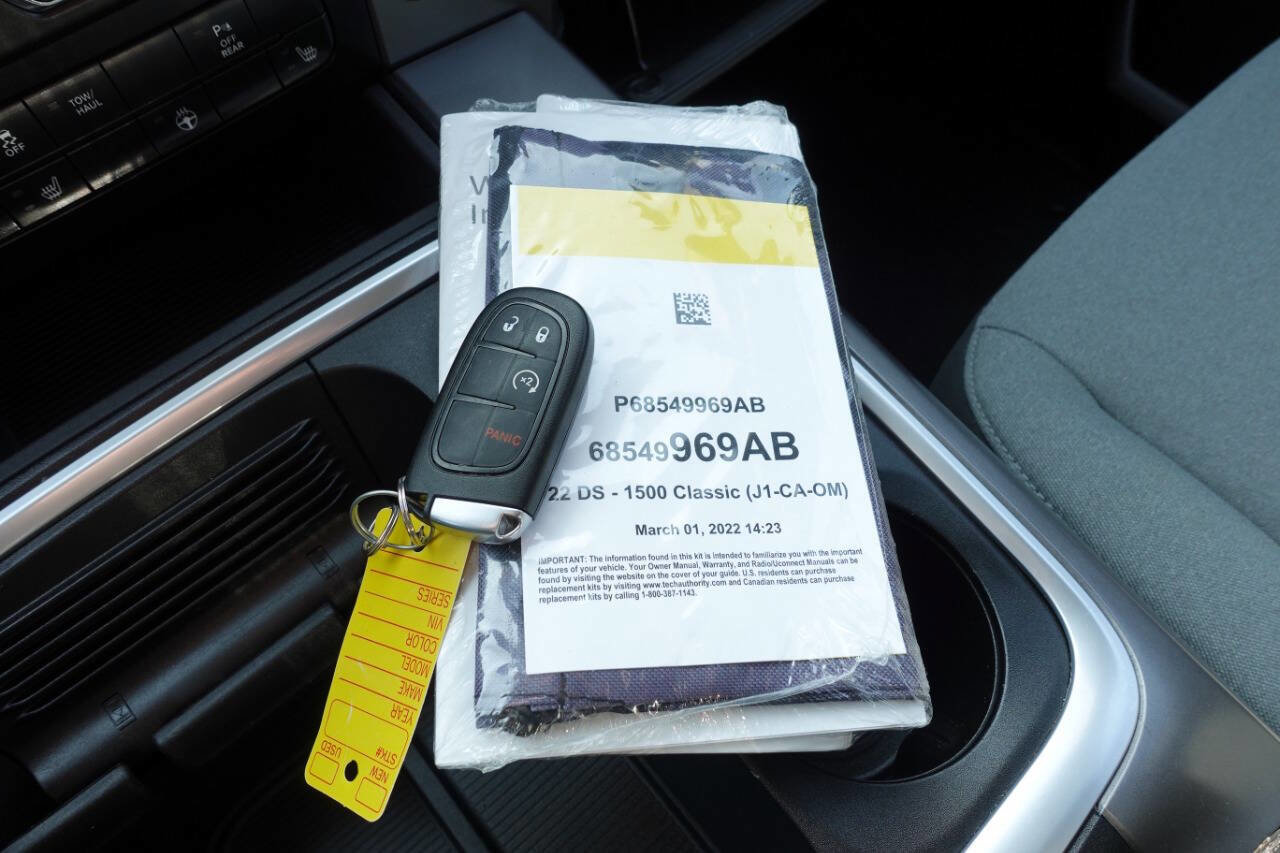 P
OFF
REAR
TOW/
HAUL
OFF
P68549969AB
68549969AB
22 DS - 1500 Classic (J1-CA-OM)
March 01, 2022 14:23
IMPORTANT: The information found in this kit is intended to familiarize you with the important
features of your vehicle. Your Owner Manual, Warranty, and Radio/Uconnect Manuals can be
found by visiting the website on the cover of your guide. U.S. residents can purchase
replacement kits by visiting www.techauthority.com and Canadian residents can purchase
replacement kits by calling 1-800-387-1143.
x2
PANIC
NEW USED
STK#
YEAR
MAKE
MODEL
COLOR
VIN
SERIES